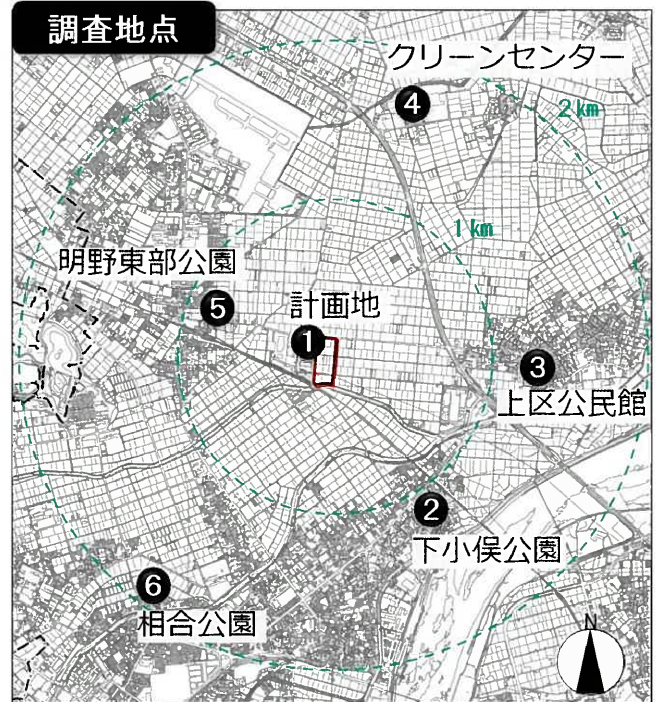 調査地点
クリーンセンター
4
2km
1km
明野東部公園
5
計画地
1
3
上区公民館
2
下小俣公園
6
相合公園
N